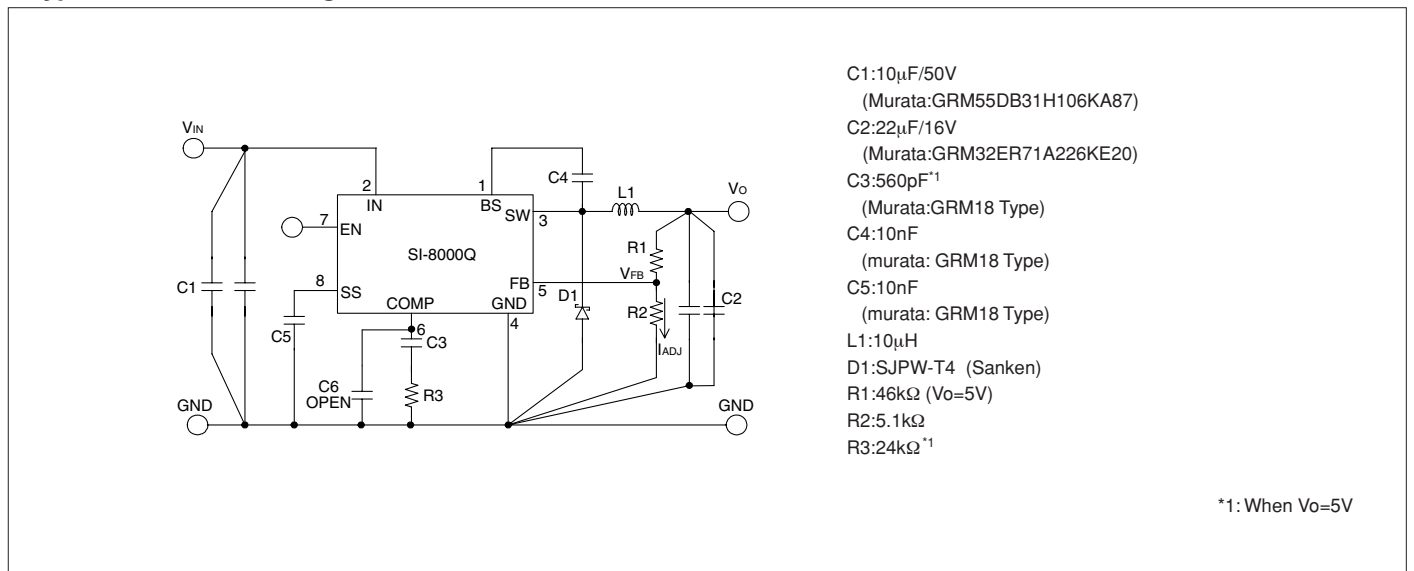 VIN
C1
GND
7
EN
8
SS
C5
2
IN
1
BS
SW
3
SI-8000Q
FB
5
COMP
GND
6
4
C3
C6
OPEN
R3
C4
D1
L1
VO
R1
VFB
R2
IADJ
C2
GND
C1:10μF/50V
(Murata:GRM55DB31H106KA87)
C2:22μF/16V
(Murata:GRM32ER71A226KE20)
C3:560pF*1
(Murata:GRM18 Type)
C4:10nF
(murata: GRM18 Type)
C5:10nF
(murata: GRM18 Type)
L1:10μH
D1:SJPW-T4 (Sanken)
R1:46kΩ (Vo=5V)
R2:5.1kΩ
R3:24kΩ*1
*1: When Vo=5V